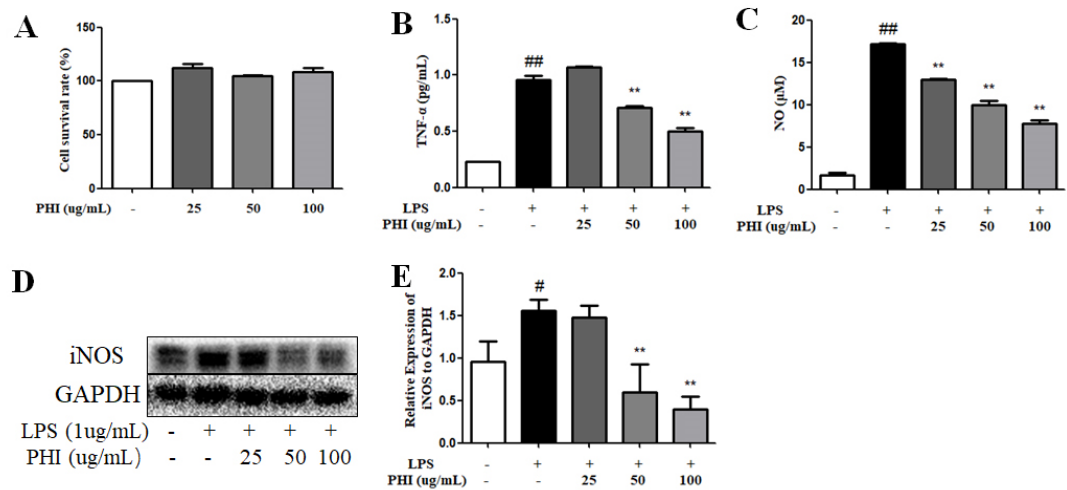 A
Cell survival rate (%)
150
100
50
0
PHI (ug/mL) - 25 50 100
B
TNF-α (pg/mL)
1.5
1.0
0.5
0.0
##
**
**
LPS - + + + +
PHI (ug/mL) - - 25 50 100
C
NO (μM)
20
15
10
5
0
##
**
**
**
LPS - + + + +
PHI (ug/mL) - - 25 50 100
D
iNOS
GAPDH
LPS (1ug/mL) - + + + +
PHI (ug/mL) - - 25 50 100
E
Relative Expression of
iNOS to GAPDH
2.0
1.5
1.0
0.5
0.0
#
**
**
LPS - + + + +
PHI (ug/mL) - - 25 50 100